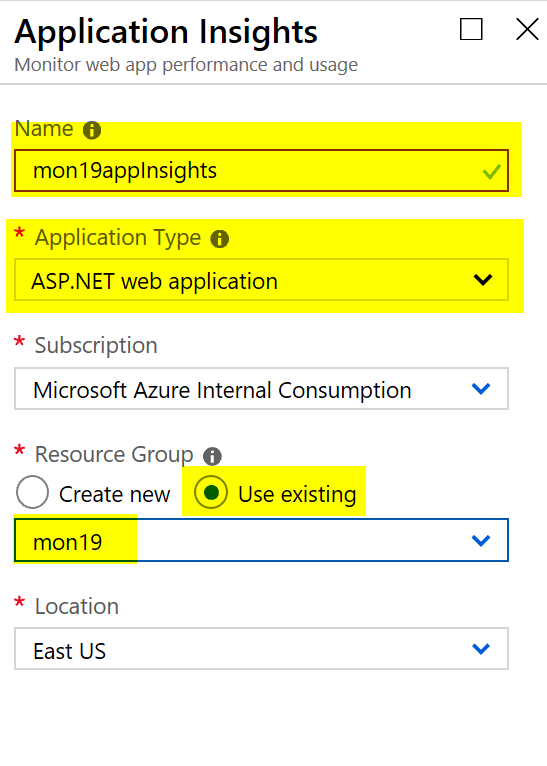 Application Insights
Monitor web app performance and usage
Name
mon19appInsights
* Application Type
ASP.NET web application
* Subscription
Microsoft Azure Internal Consumption
* Resource Group
Create new Use existing
mon19
* Location
East US